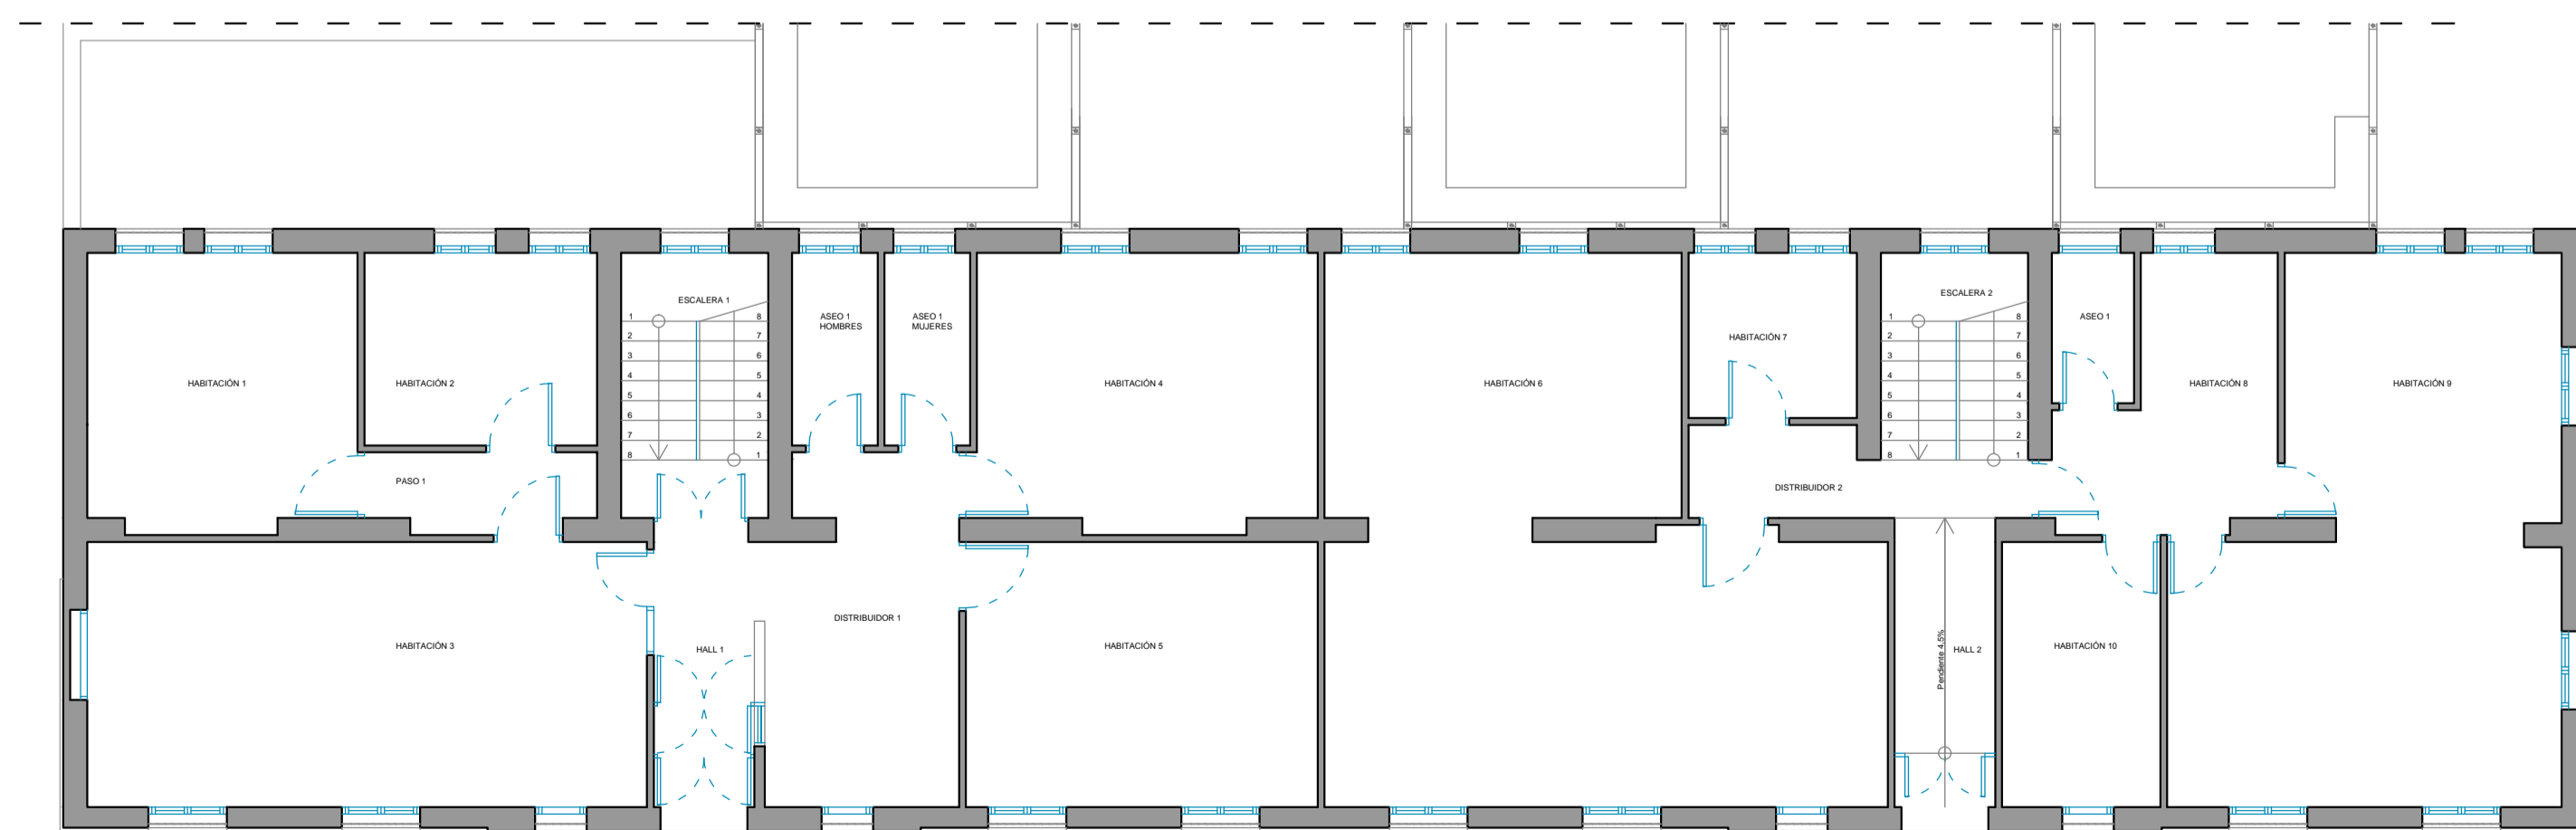 ESCALERA 1
ESCALERA 2
1 8
2 7
3 6
4 5
5 4
6 3
7 2
8 1
ASEO 1
HOMBRES
ASEO 1
MUJERES
1 8
2 7
3 6
4 5
5 4
6 3
7 2
8 1
ASEO 1
HABITACIÓN 7
HABITACIÓN 1
HABITACIÓN 2
HABITACIÓN 4
HABITACIÓN 6
HABITACIÓN 8
HABITACIÓN 9
PASO 1
DISTRIBUIDOR 2
DISTRIBUIDOR 1
HABITACIÓN 3
HALL 1
HABITACIÓN 5
Pendiente 4,5%
HALL 2
HABITACIÓN 10